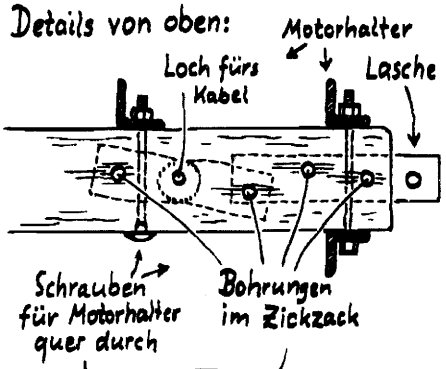 Details von oben:
Motorhalter
Loch fürs
Kabel
Lasche
Schrauben
für Motorhalter
quer durch
Bohrungen
im Zickzack